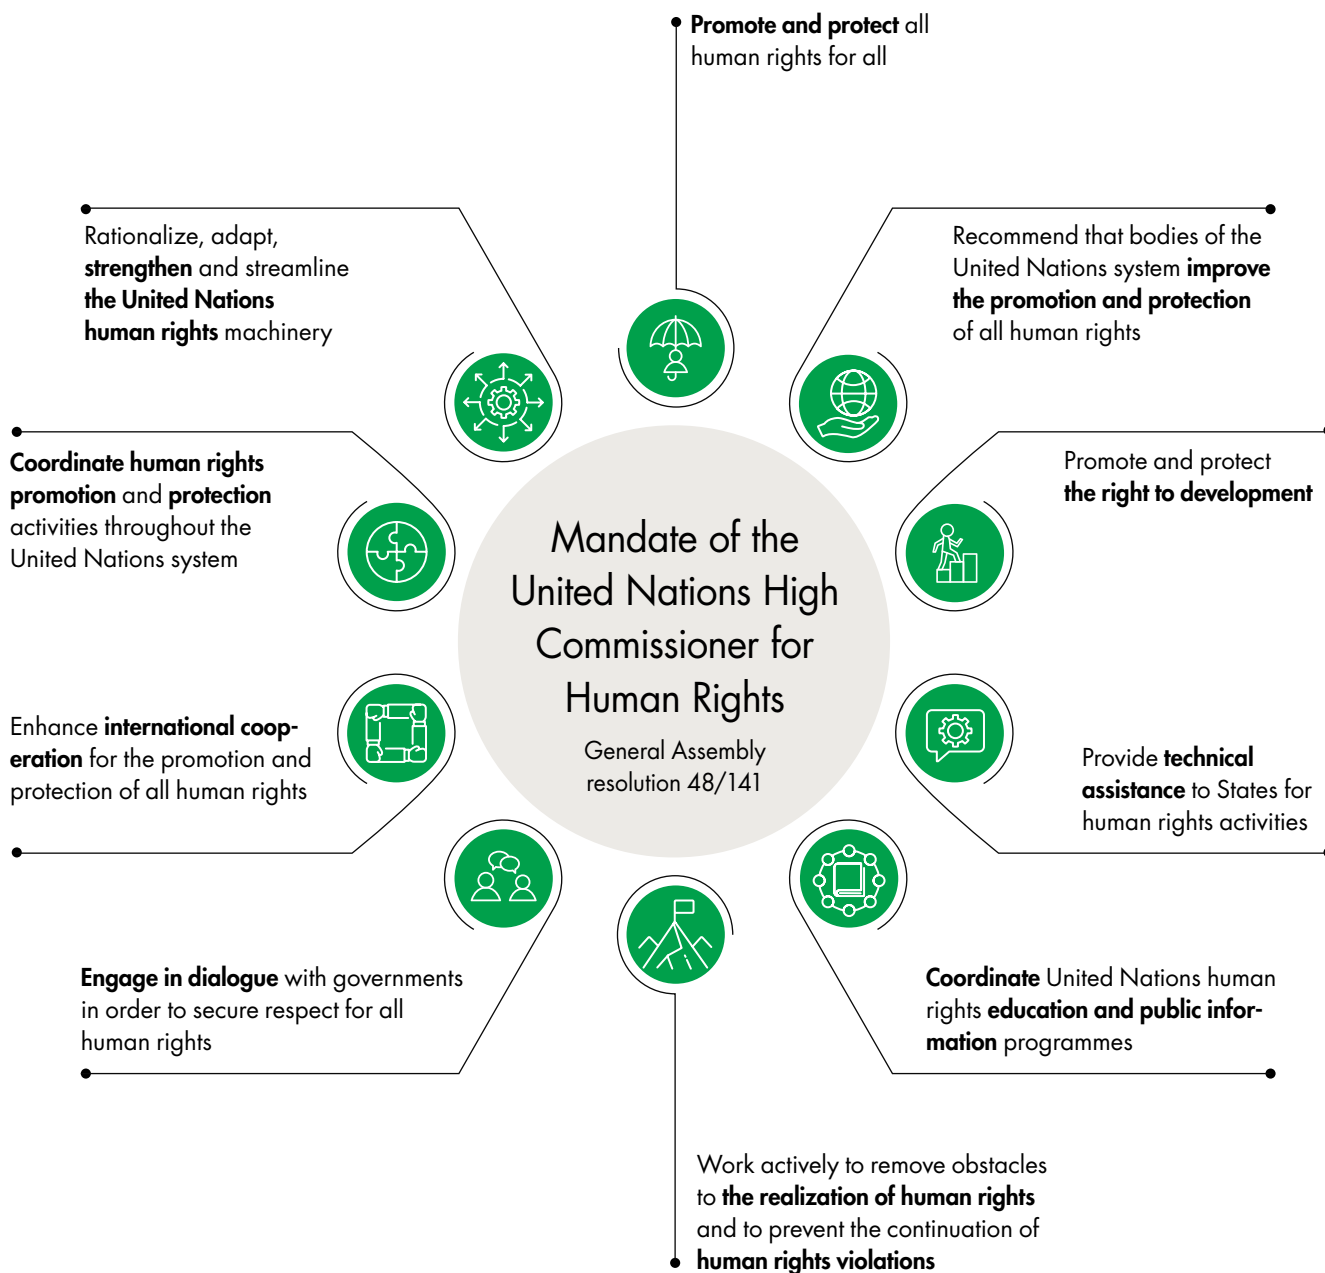 Promote and protect all
human rights for all
Recommend that bodies of the
United Nations system improve
the promotion and protection
of all human rights
Promote and protect
the right to development
Provide technical
assistance to States for
human rights activities
Coordinate United Nations human
rights education and public infor-
mation programmes
Work actively to remove obstacles
to the realization of human rights
and to prevent the continuation of
human rights violations
Engage in dialogue with governments
in order to secure respect for all
human rights
Enhance international coop-
eration for the promotion and
protection of all human rights
Coordinate human rights
promotion and protection
activities throughout the
United Nations system
Rationalize, adapt,
strengthen and streamline
the United Nations
human rights machinery
Mandate of the
United Nations High
Commissioner for
Human Rights
General Assembly
resolution 48/141